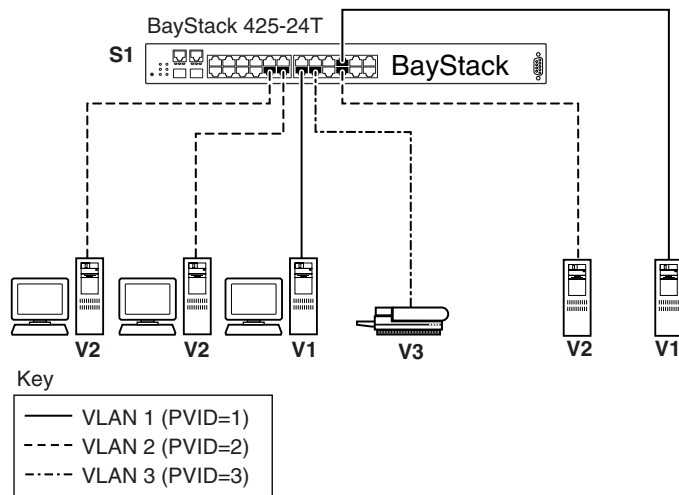 BayStack 425-24T
S1
BayStack
V2
V2
V1
V3
V2
V1
Key
VLAN 1 (PVID=1)
VLAN 2 (PVID=2)
VLAN 3 (PVID=3)